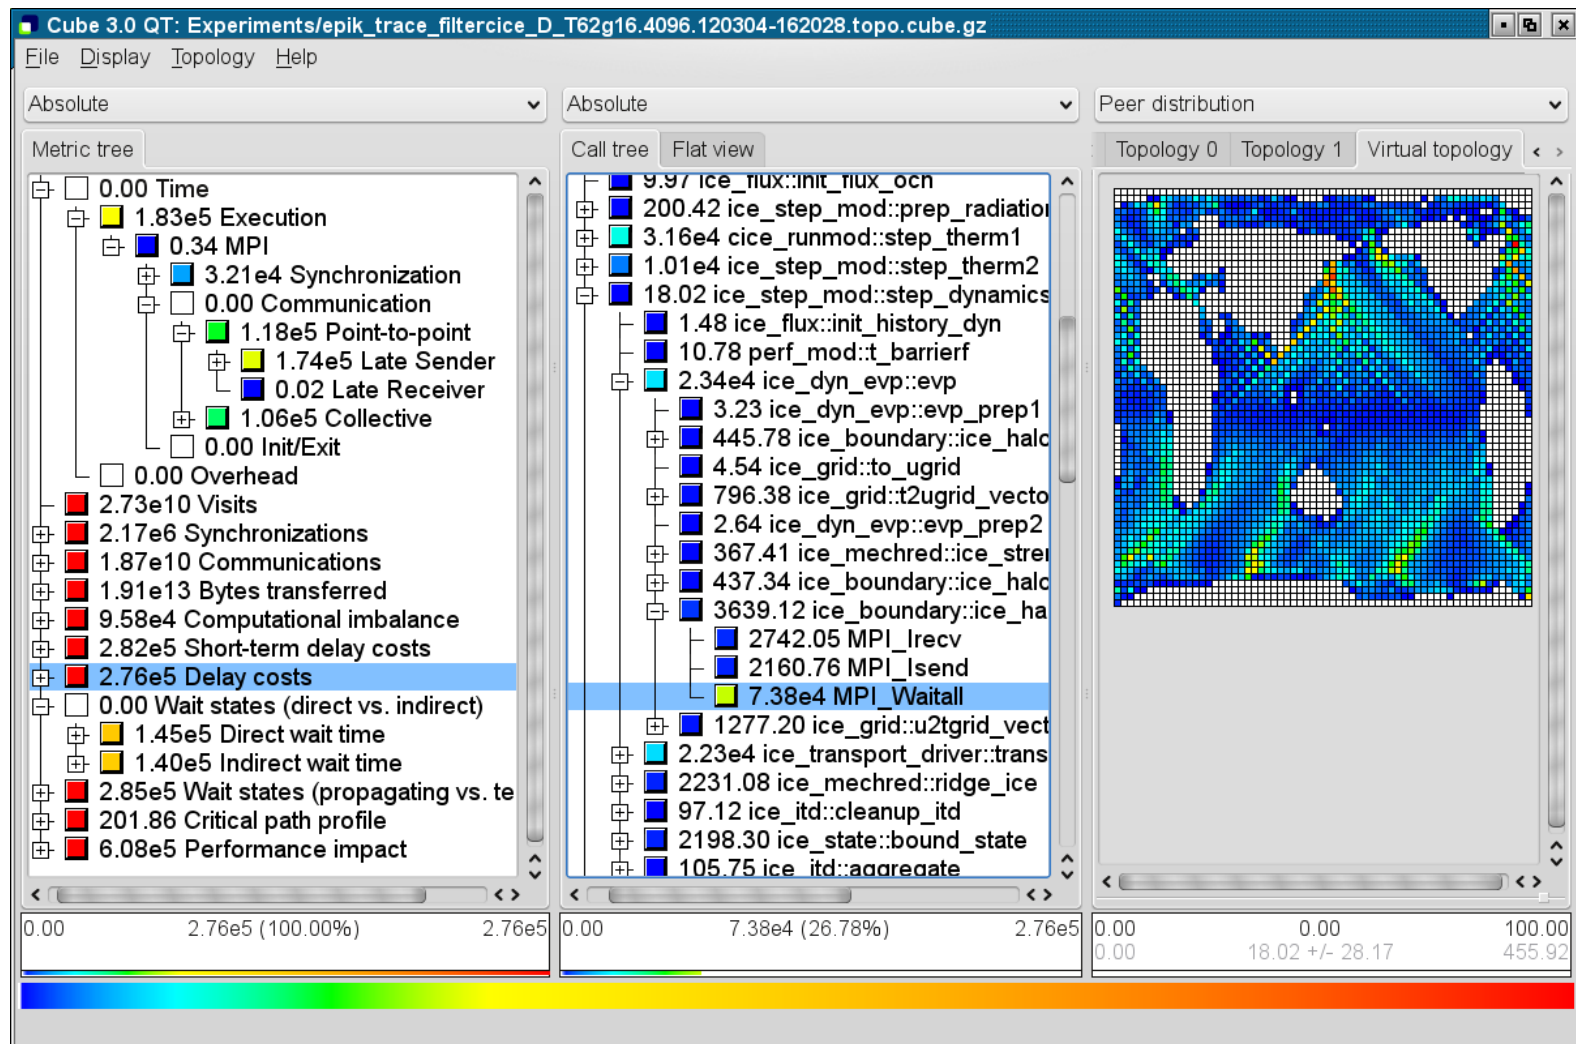 Cube 3.0 QT: Experiments/epik_trace_filtercice_D_T62g16.4096.120304-162028.topo.cube.gz
File Display Topology Help
Absolute
Metric tree
0.00 Time
1.83e5 Execution
0.34 MPI
3.21e4 Synchronization
0.00 Communication
1.18e5 Point-to-point
1.74e5 Late Sender
0.02 Late Receiver
1.06e5 Collective
0.00 Init/Exit
0.00 Overhead
2.73e10 Visits
2.17e6 Synchronizations
1.87e10 Communications
1.91e13 Bytes transferred
9.58e4 Computational imbalance
2.82e5 Short-term delay costs
2.76e5 Delay costs
0.00 Wait states (direct vs. indirect)
1.45e5 Direct wait time
1.40e5 Indirect wait time
2.85e5 Wait states (propagating vs. te
201.86 Critical path profile
6.08e5 Performance impact
0.00 2.76e5 (100.00%) 2.76e5
Absolute
Call tree Flat view
9.97 ice_flux::init_flux_ocn
200.42 ice_step_mod::prep_radiation
3.16e4 cice_runmod::step_therm1
1.01e4 ice_step_mod::step_therm2
18.02 ice_step_mod::step_dynamics
1.48 ice_flux::init_history_dyn
10.78 perf_mod::t_barrierf
2.34e4 ice_dyn_evp::evp
3.23 ice_dyn_evp::evp_prep1
445.78 ice_boundary::ice_halo
4.54 ice_grid::to_ugrid
796.38 ice_grid::t2ugrid_vecto
2.64 ice_dyn_evp::evp_prep2
367.41 ice_mechred::ice_stren
437.34 ice_boundary::ice_halo
3639.12 ice_boundary::ice_ha
2742.05 MPI_Irecv
2160.76 MPI_Isend
7.38e4 MPI_Waitall
1277.20 ice_grid::u2tgrid_vect
2.23e4 ice_transport_driver::trans
2231.08 ice_mechred::ridge_ice
97.12 ice_itd::cleanup_itd
2198.30 ice_state::bound_state
105.75 ice_itd::aggregate
0.00 7.38e4 (26.78%) 2.76e5
Peer distribution
Topology 0 Topology 1 Virtual topology
0.00 0.00 100.00
0.00 18.02 +/- 28.17 455.92